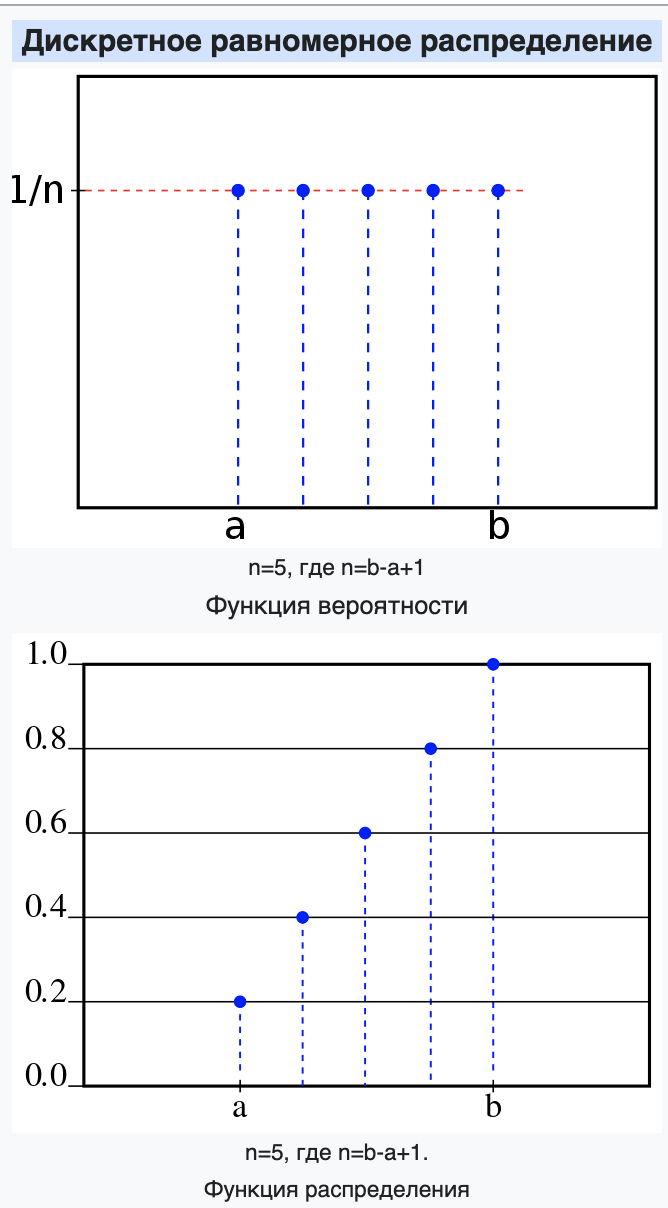 Дискретное равномерное распределение
1/n
a b
n=5, где n=b-a+1
Функция вероятности
1.0
0.8
0.6
0.4
0.2
0.0
a b
n=5, где n=b-a+1.
Функция распределения